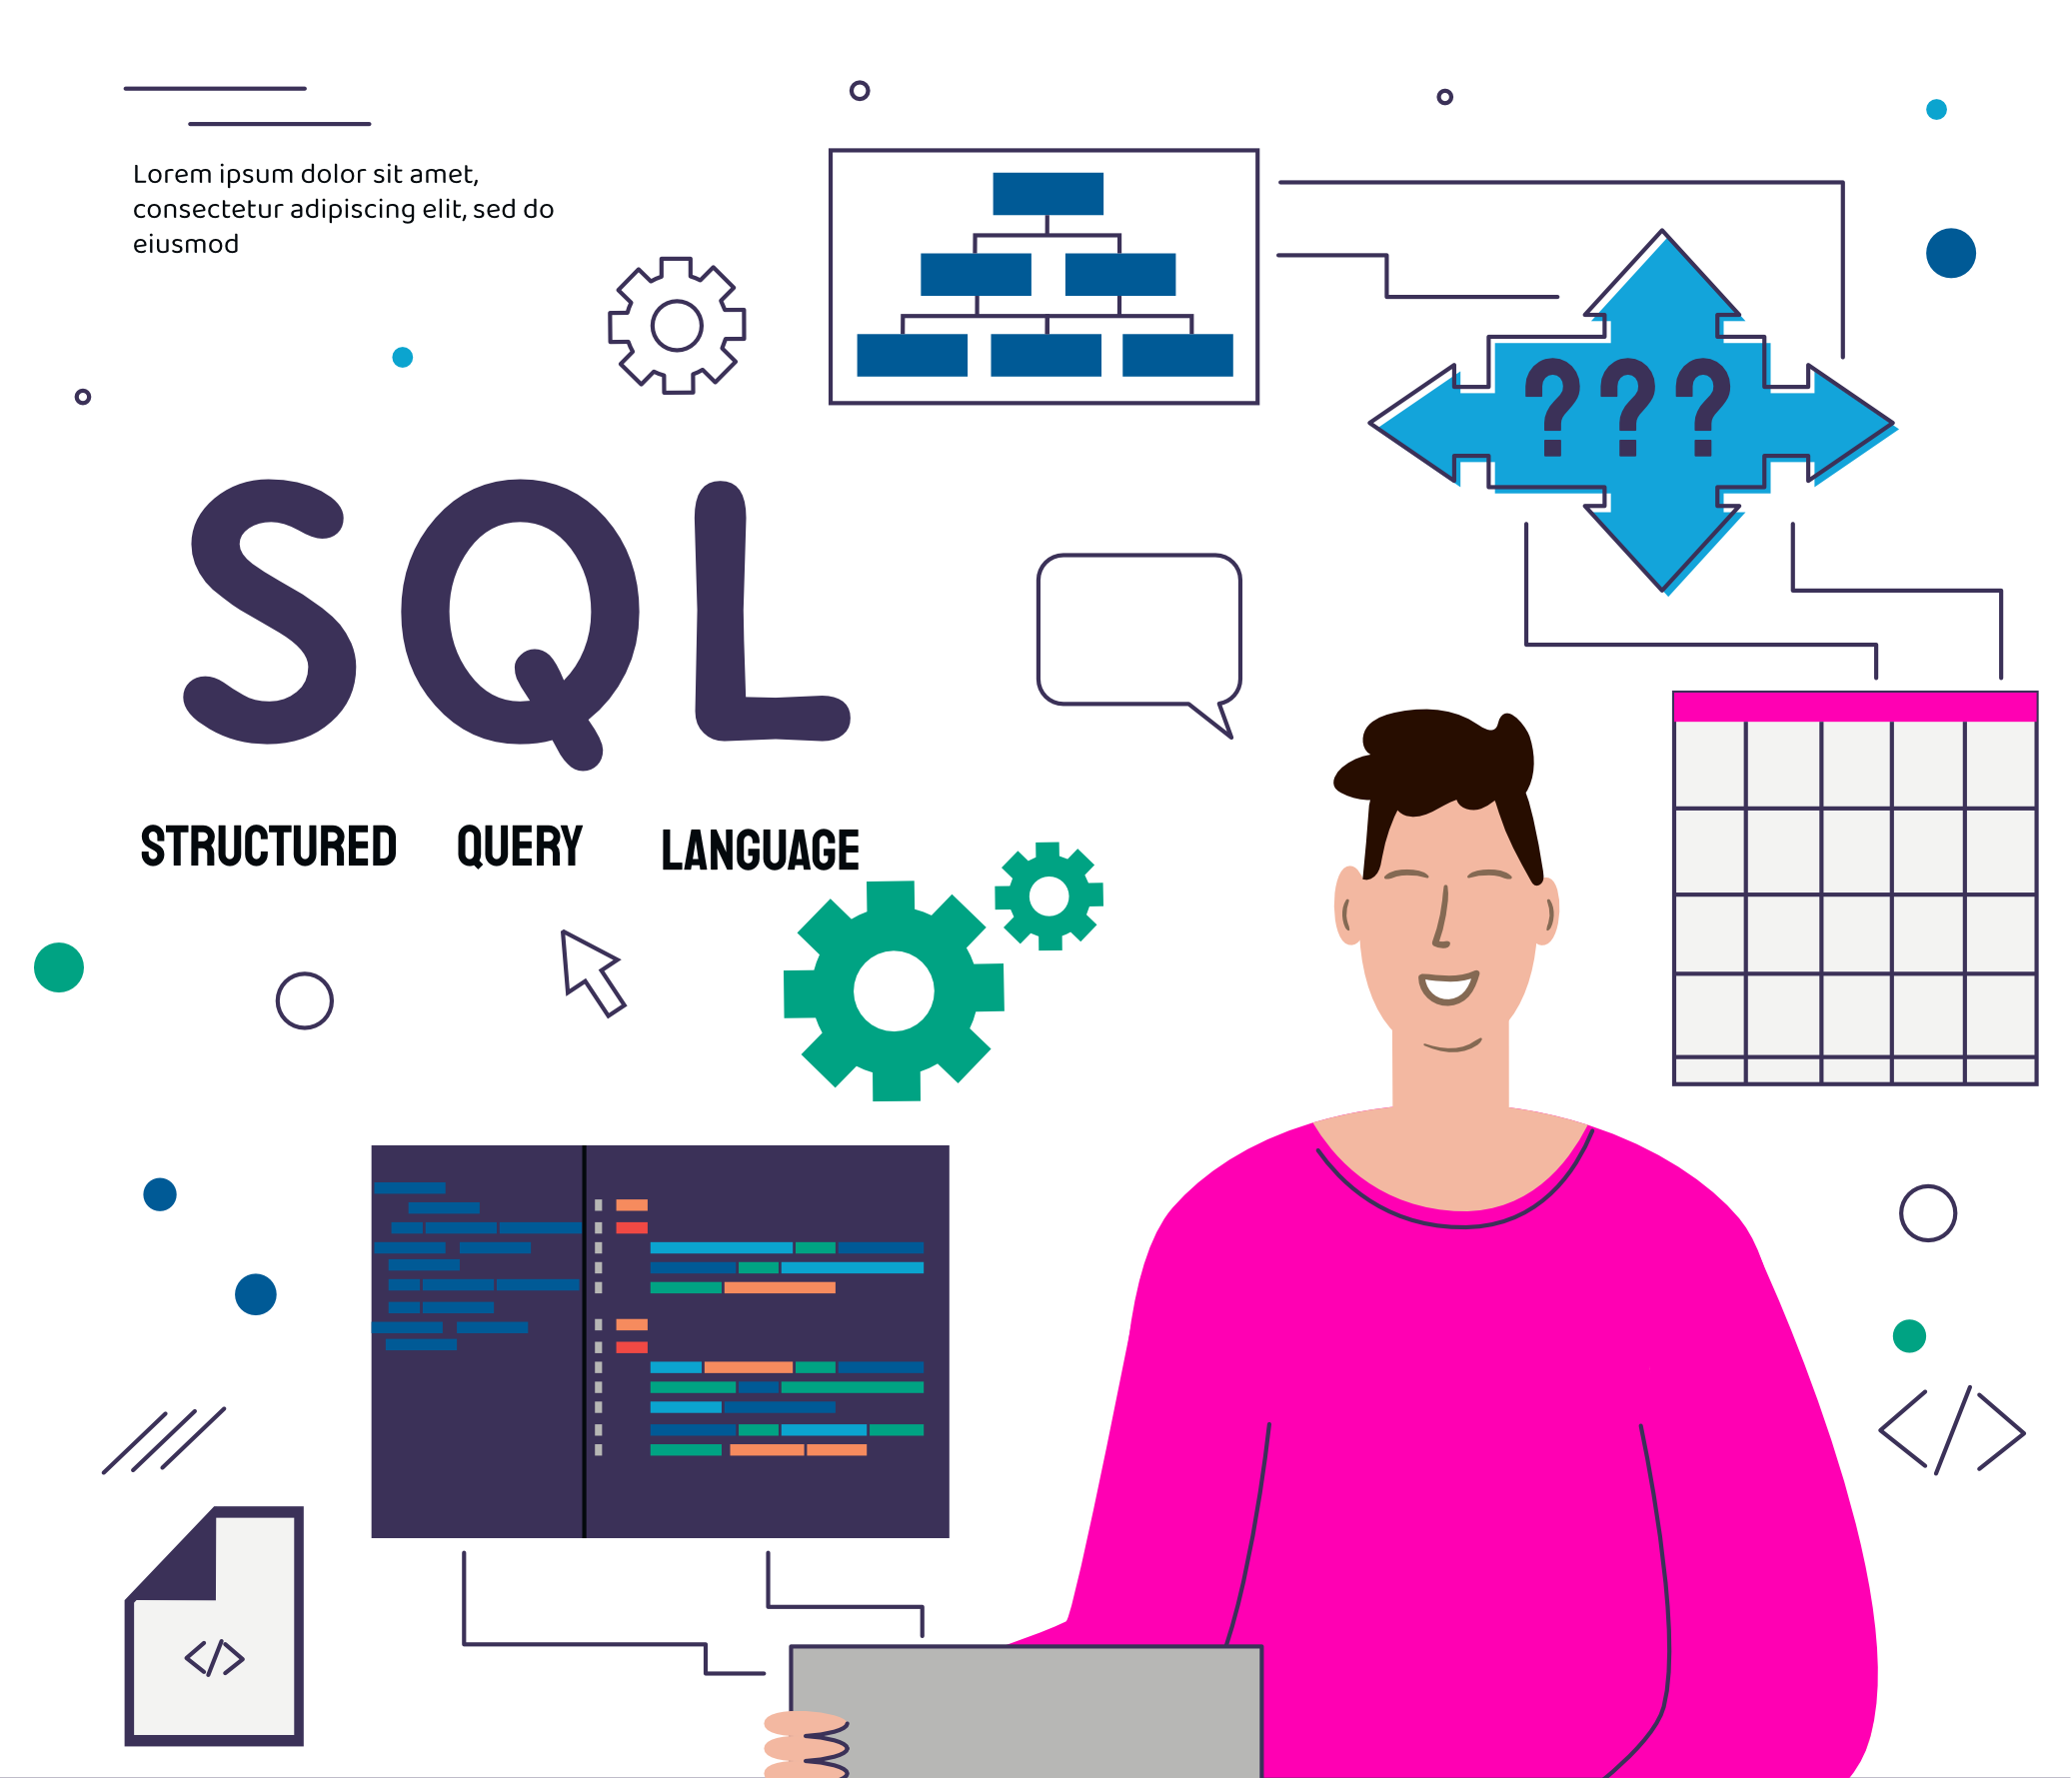 Lorem ipsum dolor sit amet,
consectetur adipiscing elit, sed do
eiusmod
???
SQL
STRUCTURED QUERY LANGUAGE
</>
</>